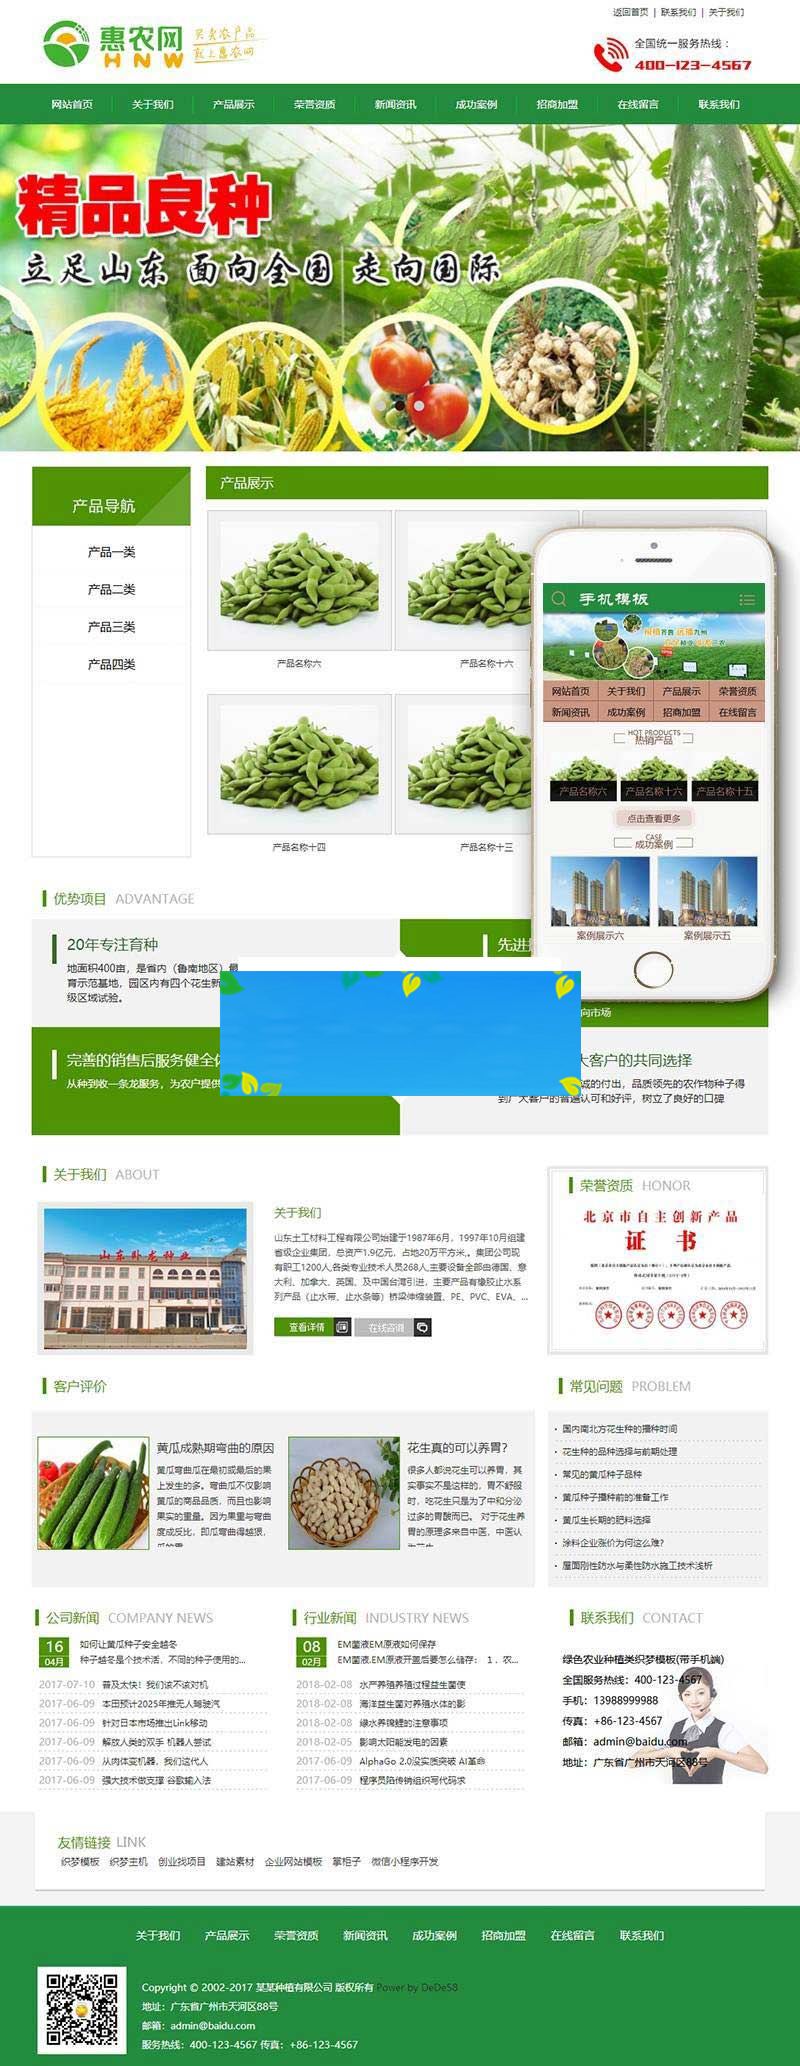 返回首页 | 联系我们 | 关于我们
惠农网
HNW
买卖农产品
就上惠农网
全国统一服务热线：
400-123-4567
网站首页 关于我们 产品展示 荣誉资质 新闻资讯 成功案例 招商加盟 在线留言 联系我们
精品良种
立足山东 面向全国 走向国际
产品导航
产品一类
产品二类
产品三类
产品四类
产品展示
产品名称六
产品名称十六
产品名称十四
产品名称十三
手机模板
网站首页 关于我们 产品展示 荣誉资质
新闻资讯 成功案例 招商加盟 在线留言
HOT PRODUCTS
热销产品
产品名称六 产品名称十六 产品名称十五
点击查看更多
CASE
成功案例
案例展示六 案例展示五
优势项目 ADVANTAGE
20年专注育种
地面积400亩，是省内（鲁南地区）最
育示范基地，园区内有四个花生新
级区域试验。
先进
向市场
完善的销售后服务健全
从种到收一条龙服务，为农户提供
大客户的共同选择
成的付出，品质领先的农作物种子得
到广大客户的普遍认可和好评，树立了良好的口碑
关于我们 ABOUT
山东卧龙种业
关于我们
山东土工材料工程有限公司始建于1987年6月，1997年10月组建
省级企业集团，总资产1.9亿元，占地20万平方米,。集团公司现
有职工1200人,各类专业技术人员268人,主要设备全部由德国、意
大利、加拿大、英国、及中国台湾引进，主要产品有橡胶止水系
列产品（止水带、止水条等）桥梁伸缩装置、PE、PVC、EVA、...
查看详情 在线咨询
荣誉资质 HONOR
北京市自主创新产品
证 书
客户评价
黄瓜成熟期弯曲的原因
黄瓜弯曲瓜在最初或最后的果
上发生的多。弯曲瓜不仅影响
黄瓜的商品品质，而且也影响
果实的重量。因为果重与弯曲
度成反比，即瓜弯曲得越狠，
花生真的可以养胃?
很多人都说花生可以养胃，其
实事实不是这样的，胃不舒服
时，吃花生只是为了中和分泌
过多的胃酸而已。 对于花生养
胃的原理多来自中医，中医认
常见问题 PROBLEM
· 国内南北方花生种的播种时间
· 花生种的品种选择与前期处理
· 常见的黄瓜种子品种
· 黄瓜种子播种前的准备工作
· 黄瓜生长期的肥料选择
· 涂料企业涨价为何这么难?
· 屋面刚性防水与柔性防水施工技术浅析
公司新闻 COMPANY NEWS
16
04月
如何让黄瓜种子安全越冬
种子越冬是个技术活，不同的种子使用的...
2017-07-10 普及太快！我们该不该对机
2017-06-09 本田预计2025年推无人驾驶汽
2017-06-09 针对日本市场推出Link移动
2017-06-09 解放人类的双手 机器人尝试
2017-06-09 从肉体变机器，我们这代人
2017-06-09 强大技术做支撑 谷歌输入法
行业新闻 INDUSTRY NEWS
08
02月
EM菌液,EM原液如何保存
EM菌液.EM原液开盖后要怎么储存： 1 、农...
2018-02-08 水产养殖养殖过程益生菌使
2018-02-08 海洋益生菌对养殖水体的影
2018-02-08 绿水养锦鲤的注意事项
2018-02-05 影响太阳能发电的因素
2017-06-09 AlphaGo 2.0没实质突破 AI革命
2017-06-09 程序员陷传销组织写代码求
联系我们 CONTACT
绿色农业种植类织梦模板(带手机端)
全国服务热线：400-123-4567
手机：13988999988
传真：+86-123-4567
邮箱：admin@baidu.com
地址：广东省广州市天河区88号
友情链接 LINK
织梦模板 织梦主机 创业找项目 建站素材 企业网站模板 掌柜子 微信小程序开发
关于我们 产品展示 荣誉资质 新闻资讯 成功案例 招商加盟 在线留言 联系我们
Copyright © 2002-2017 某某种植有限公司 版权所有 Power by DeDe58
地址：广东省广州市天河区88号
邮箱：admin@baidu.com
服务热线：400-123-4567 传真：+86-123-4567